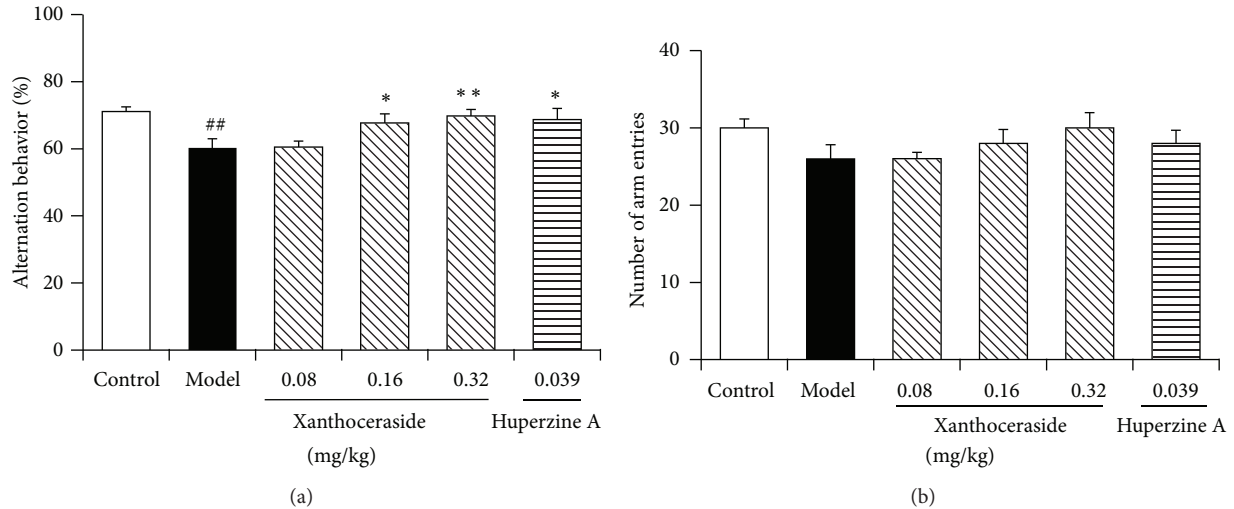 100
80
60
40
20
0
Alternation behavior (%)
##
*
**
*
Control
Model
0.08
0.16
0.32
0.039
Xanthoceraside
Huperzine A
(mg/kg)
(a)
40
30
20
10
0
Number of arm entries
Control
Model
0.08
0.16
0.32
0.039
Xanthoceraside
Huperzine A
(mg/kg)
(b)